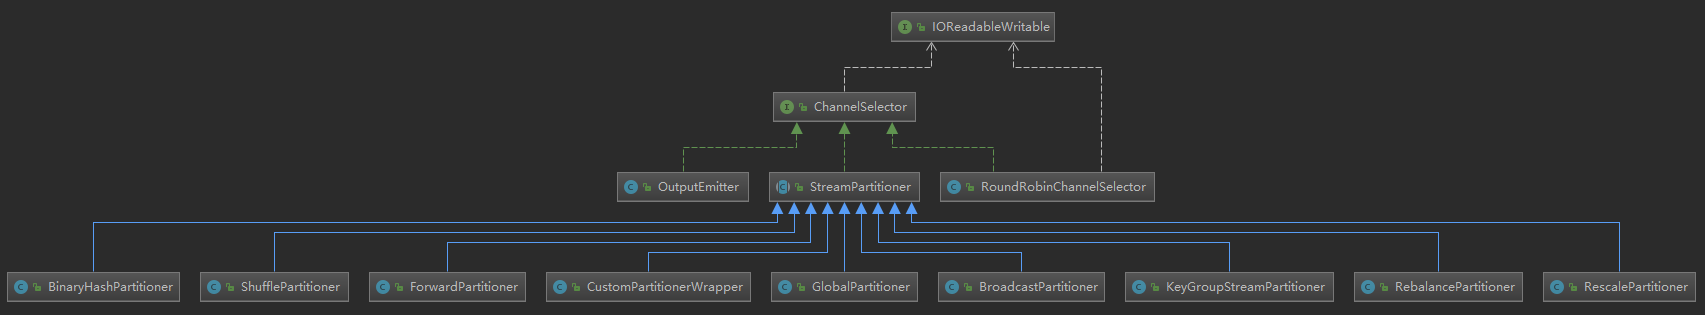 IOReadableWritable
ChannelSelector
OutputEmitter
StreamPartitioner
RoundRobinChannelSelector
BinaryHashPartitioner
ShufflePartitioner
ForwardPartitioner
CustomPartitionerWrapper
GlobalPartitioner
BroadcastPartitioner
KeyGroupStreamPartitioner
RebalancePartitioner
RescalePartitioner